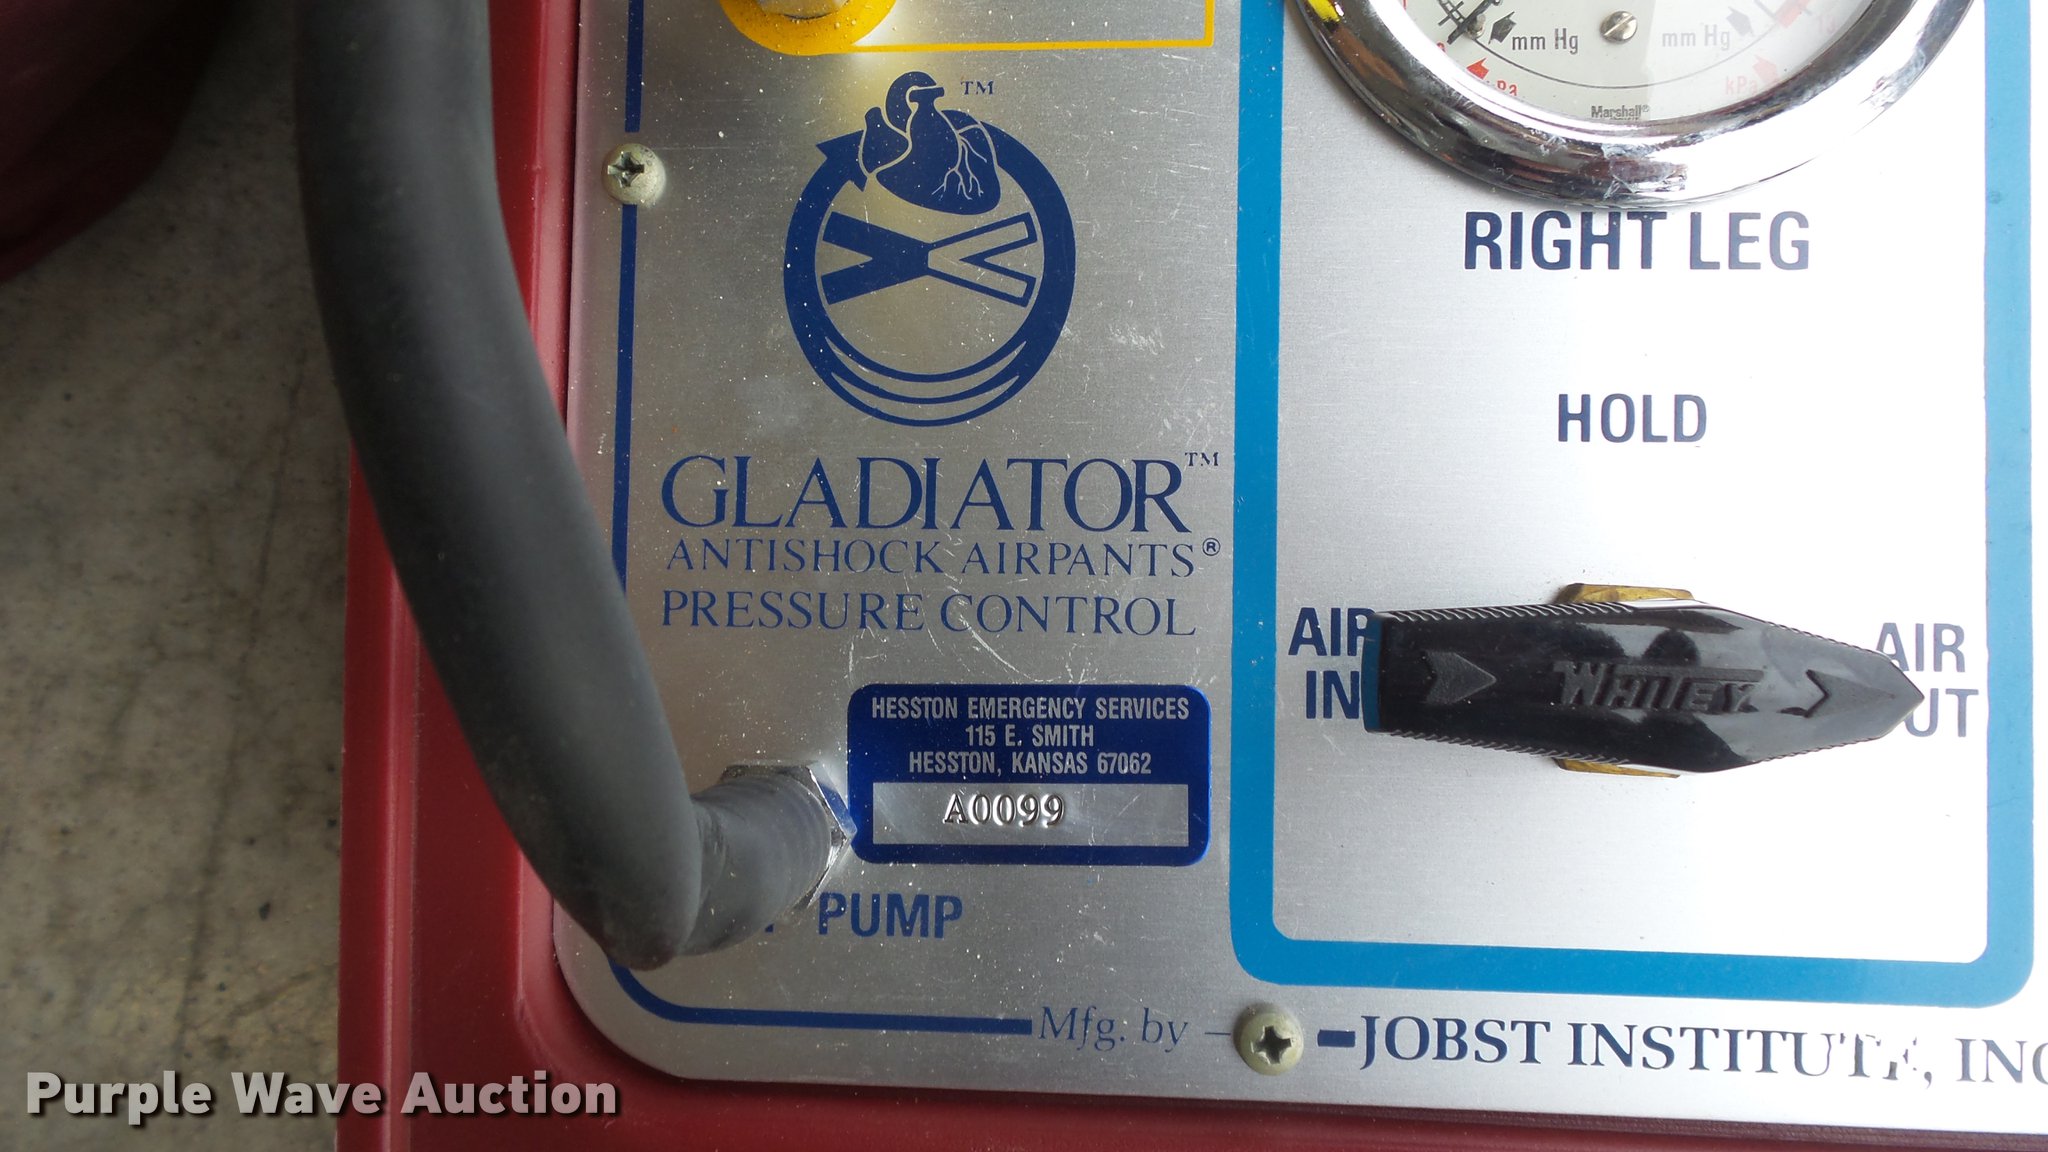 mm Hg
mm Hg
kPa
Marshall®
TM
RIGHT LEG
HOLD
GLADIATOR™
ANTISHOCK AIRPANTS®
PRESSURE CONTROL
AIR
IN
WHITEY
AIR
HESSTON EMERGENCY SERVICES
115 E. SMITH
HESSTON, KANSAS 67062
A0099
PUMP
Mfg. by
JOBST INSTITUTE, INC
Purple Wave Auction